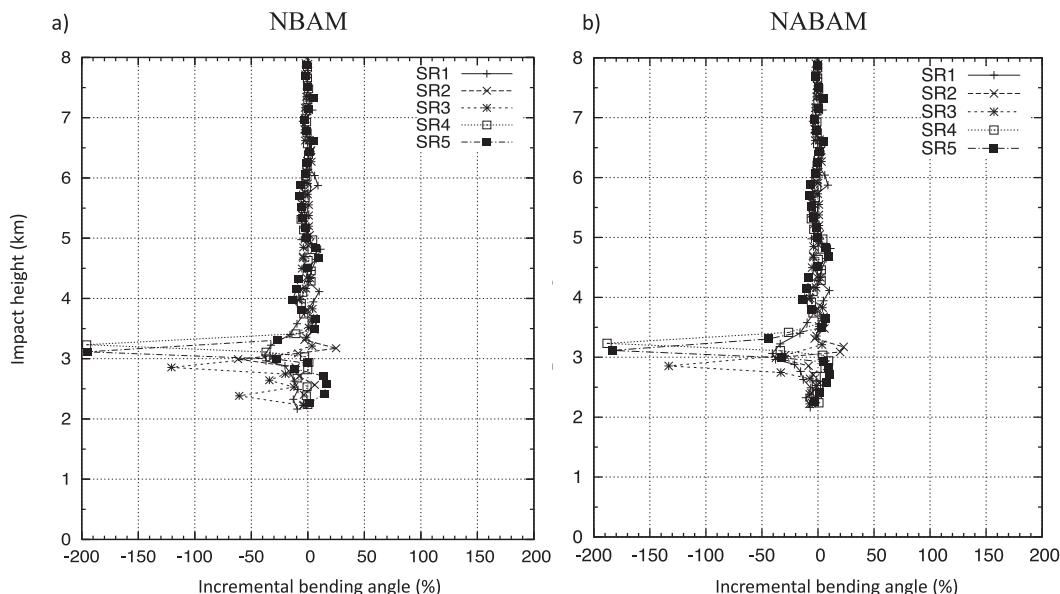 a) NBAM
8
7
6
5
4
3
2
1
0
SR1
SR2
SR3
SR4
SR5
-200 -150 -100 -50 0 50 100 150 200
Impact height (km)
Incremental bending angle (%)
b) NABAM
8
7
6
5
4
3
2
1
0
SR1
SR2
SR3
SR4
SR5
-200 -150 -100 -50 0 50 100 150 200
Incremental bending angle (%)